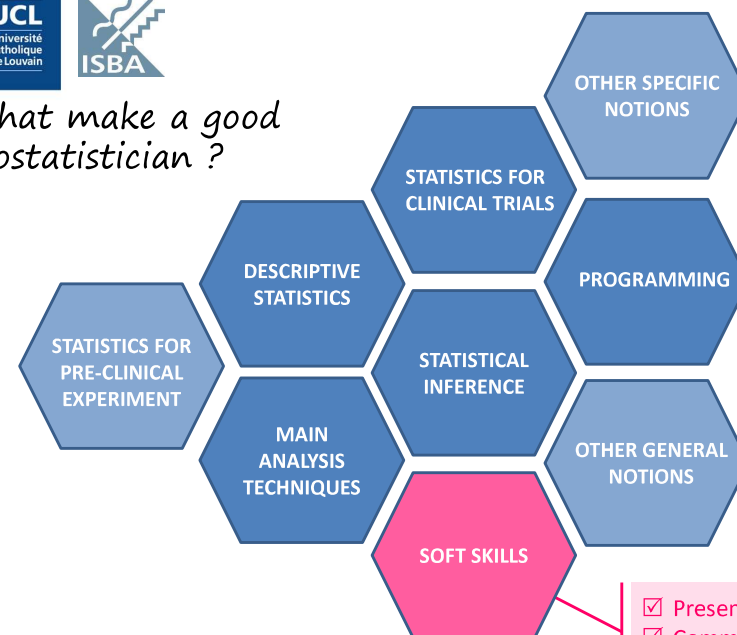 UCL
Université
catholique
de Louvain
ISBA
hat make a good
ostatistician ?
OTHER SPECIFIC
NOTIONS
STATISTICS FOR
CLINICAL TRIALS
DESCRIPTIVE
STATISTICS
PROGRAMMING
STATISTICS FOR
PRE-CLINICAL
EXPERIMENT
STATISTICAL
INFERENCE
MAIN
ANALYSIS
TECHNIQUES
OTHER GENERAL
NOTIONS
SOFT SKILLS
☑ Presen